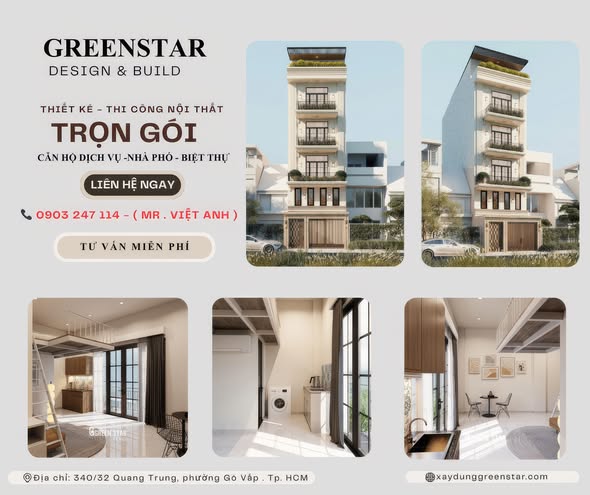 GREENSTAR
DESIGN & BUILD
THIẾT KẾ - THI CÔNG NỘI THẤT
TRỌN GÓI
CĂN HỘ DỊCH VỤ -NHÀ PHỐ - BIỆT THỰ
LIÊN HỆ NGAY
0903 247 114 - ( MR . VIỆT ANH )
TƯ VẤN MIỄN PHÍ
GREEN STAR
Địa chỉ: 340/32 Quang Trung, phường Gò Vấp . Tp. HCM
xaydunggreenstar.com